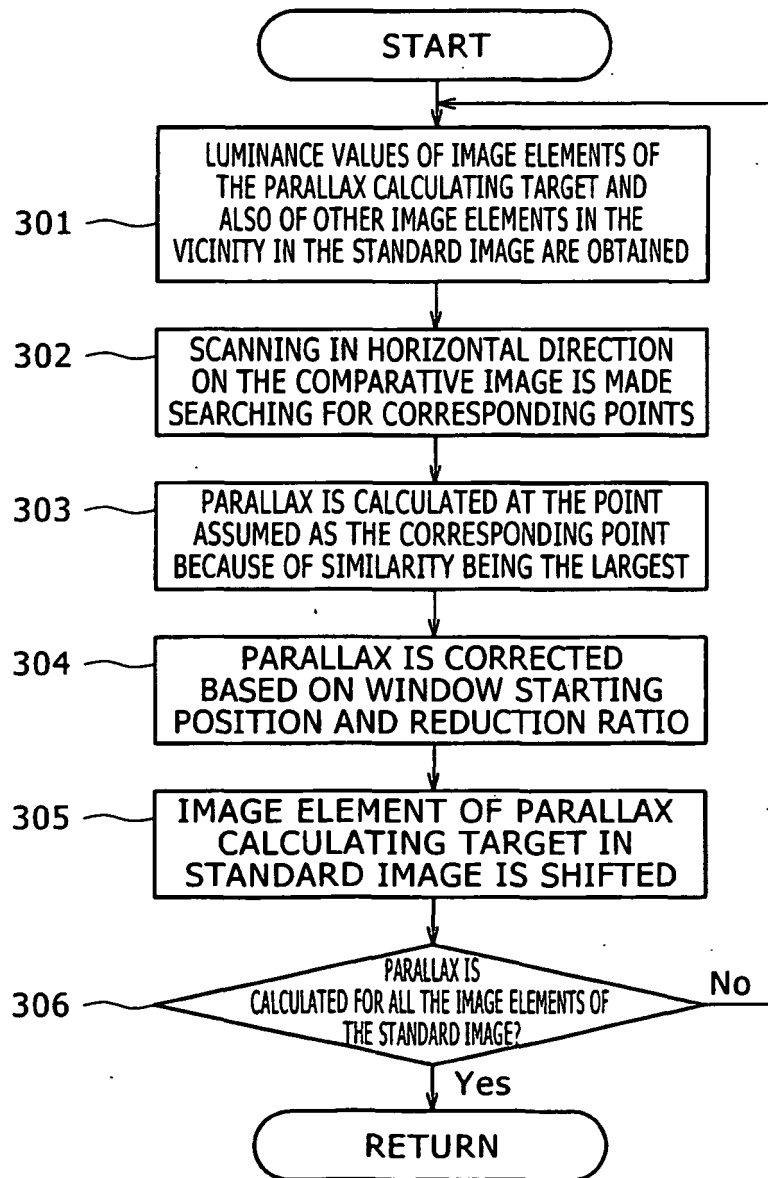 START
301
LUMINANCE VALUES OF IMAGE ELEMENTS OF
THE PARALLAX CALCULATING TARGET AND
ALSO OF OTHER IMAGE ELEMENTS IN THE
VICINITY IN THE STANDARD IMAGE ARE OBTAINED
302
SCANNING IN HORIZONTAL DIRECTION
ON THE COMPARATIVE IMAGE IS MADE
SEARCHING FOR CORRESPONDING POINTS
303
PARALLAX IS CALCULATED AT THE POINT
ASSUMED AS THE CORRESPONDING POINT
BECAUSE OF SIMILARITY BEING THE LARGEST
304
PARALLAX IS CORRECTED
BASED ON WINDOW STARTING
POSITION AND REDUCTION RATIO
305
IMAGE ELEMENT OF PARALLAX
CALCULATING TARGET IN
STANDARD IMAGE IS SHIFTED
306
PARALLAX IS
CALCULATED FOR ALL THE IMAGE ELEMENTS OF
THE STANDARD IMAGE?
No
Yes
RETURN